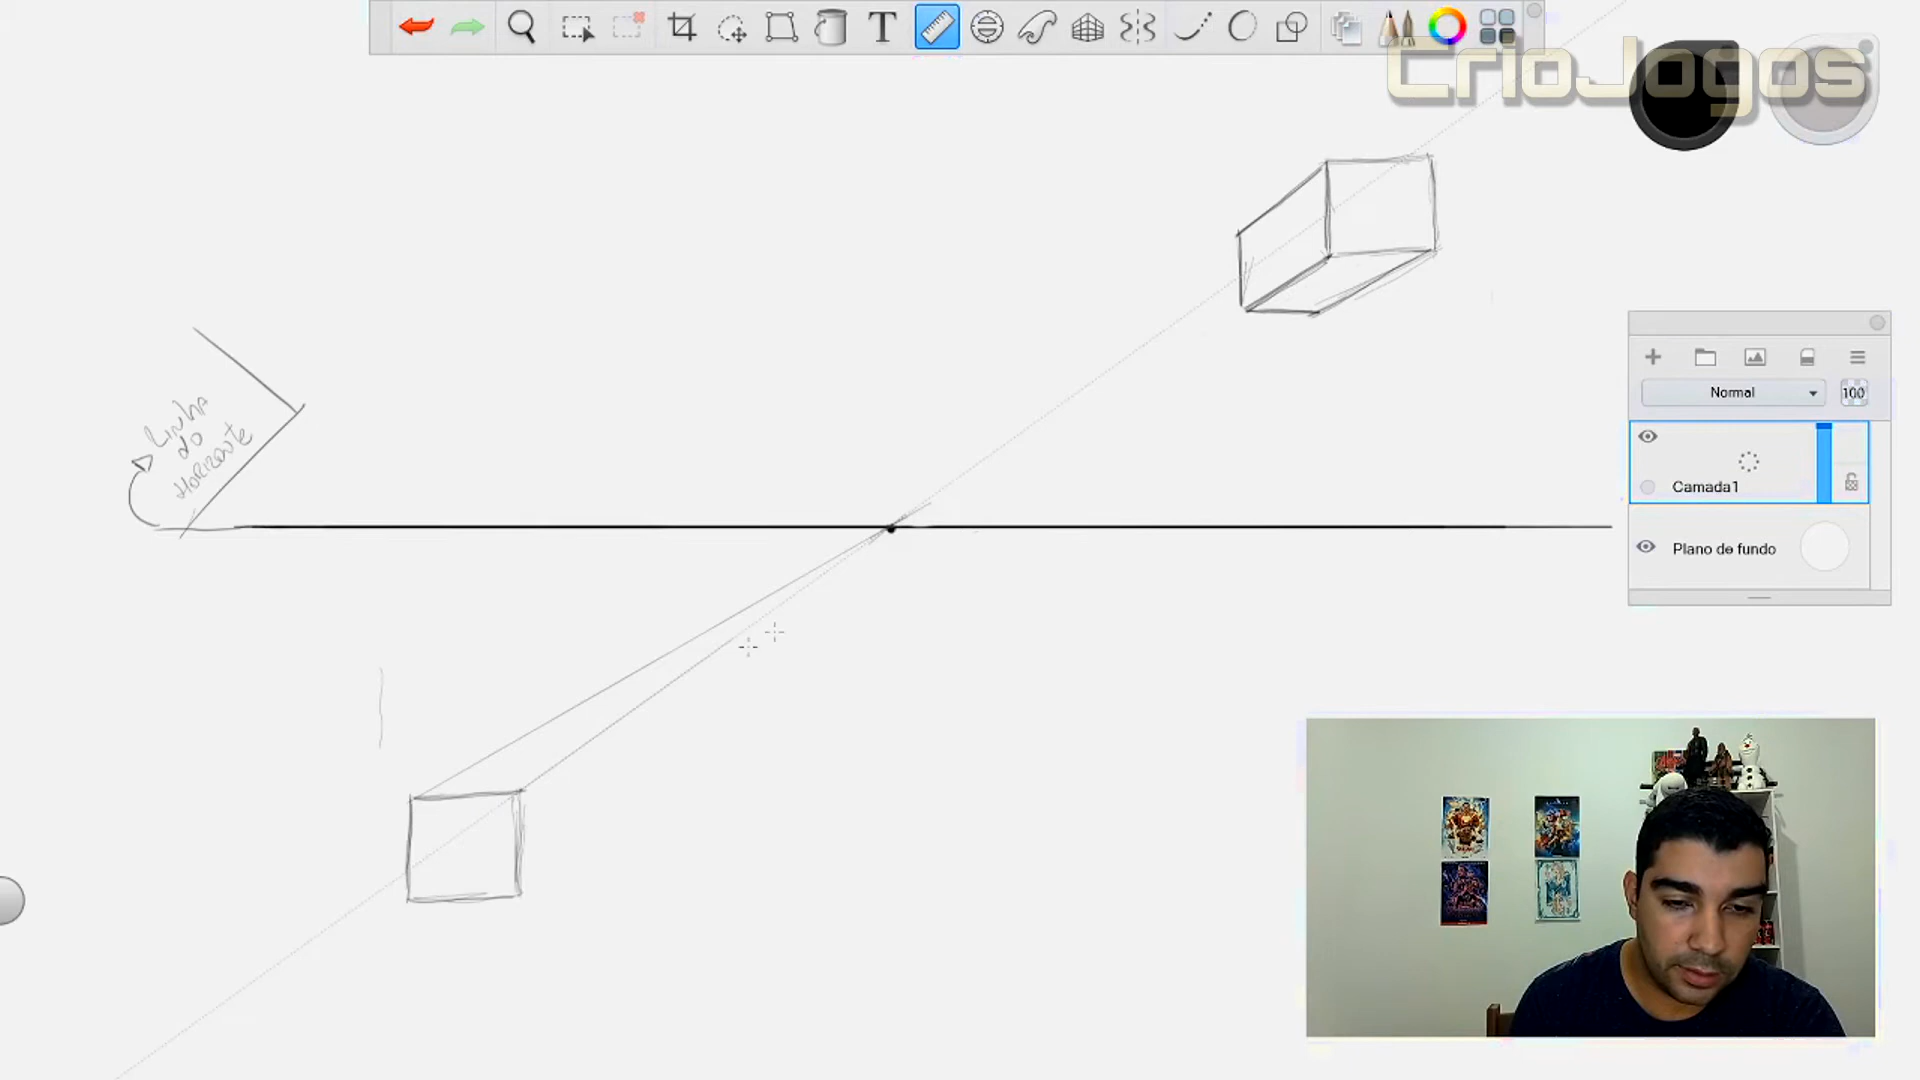 T
CrioJogos
Normal
100
Camada1
Plano de fundo
Linha
do
Horizonte